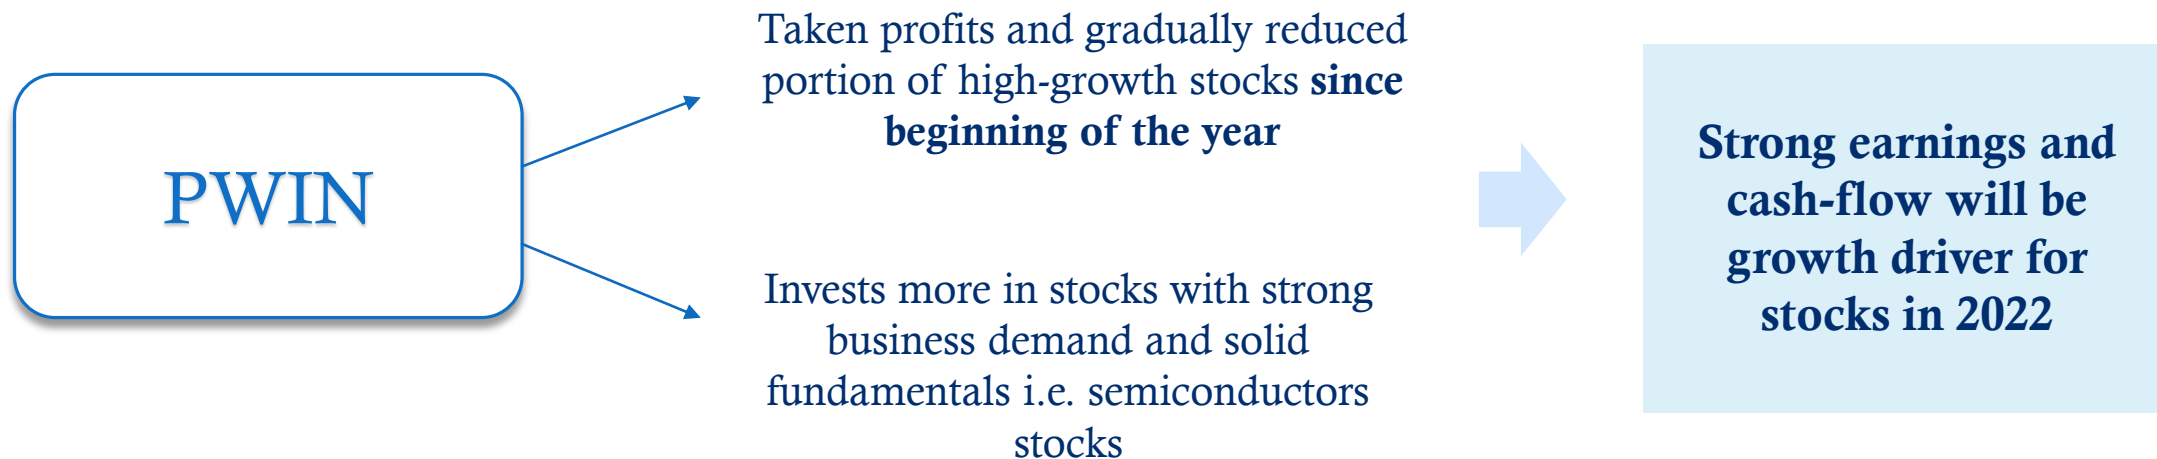 PWIN
Taken profits and gradually reduced
portion of high-growth stocks since
beginning of the year
Invests more in stocks with strong
business demand and solid
fundamentals i.e. semiconductors
stocks
Strong earnings and
cash-flow will be
growth driver for
stocks in 2022